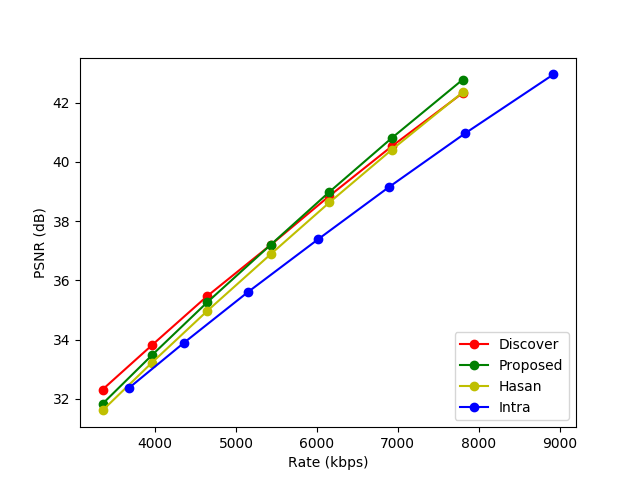 42
40
38
36
34
32
PSNR (dB)
4000 5000 6000 7000 8000 9000
Rate (kbps)
Discover
Proposed
Hasan
Intra